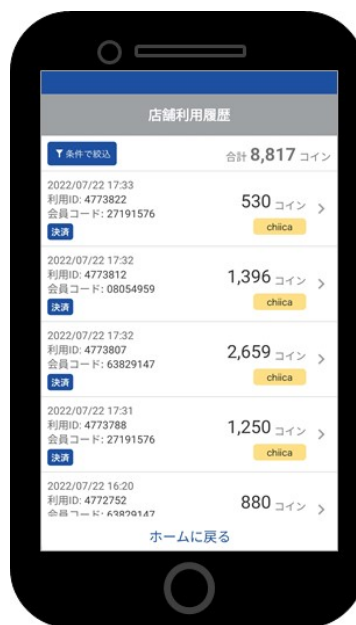 店舗利用履歴
条件で絞込
合計 8,817 コイン
2022/07/22 17:33
利用ID: 4773822
会員コード: 27191576
決済
530 コイン
chiica
2022/07/22 17:32
利用ID: 4773812
会員コード: 08054959
決済
1,396 コイン
chiica
2022/07/22 17:32
利用ID: 4773807
会員コード: 63829147
決済
2,659 コイン
chiica
2022/07/22 17:31
利用ID: 4773788
会員コード: 27191576
決済
1,250 コイン
chiica
2022/07/22 16:20
利用ID: 4772752
会員コード: 63829147
880 コイン
ホームに戻る